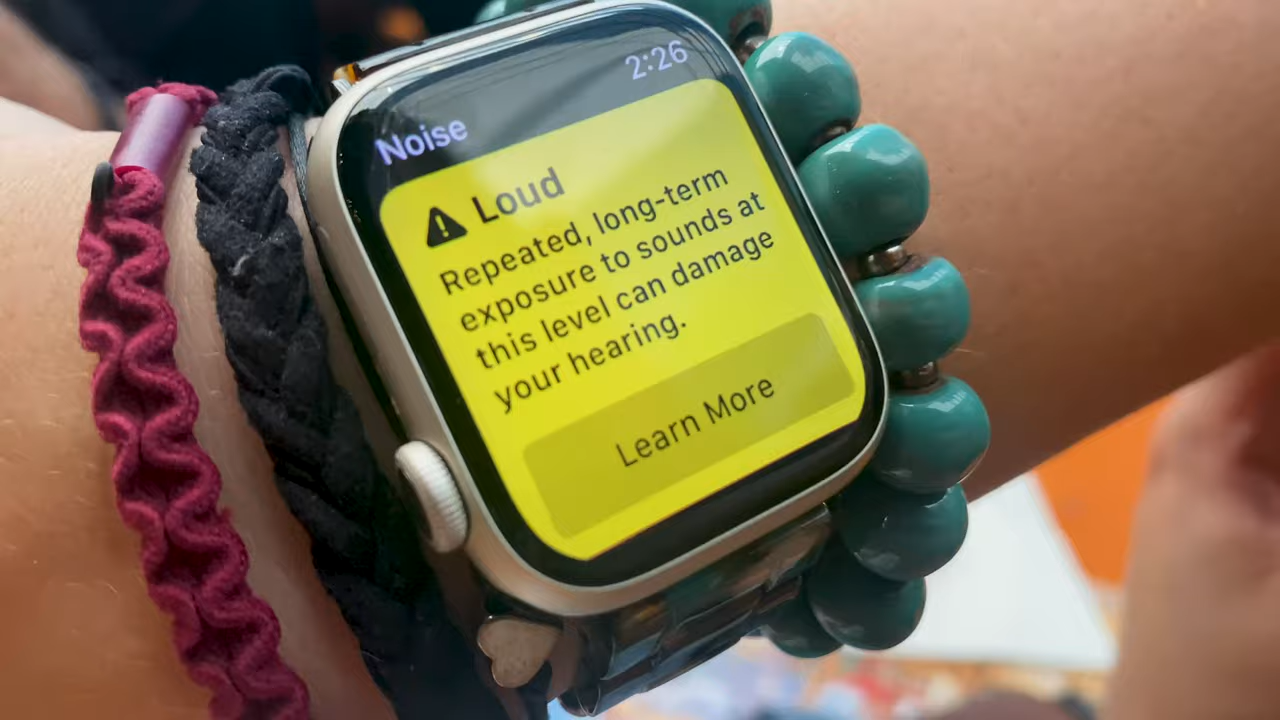 2:26
Noise
Loud
Repeated, long-term
exposure to sounds at
this level can damage
your hearing.
Learn More